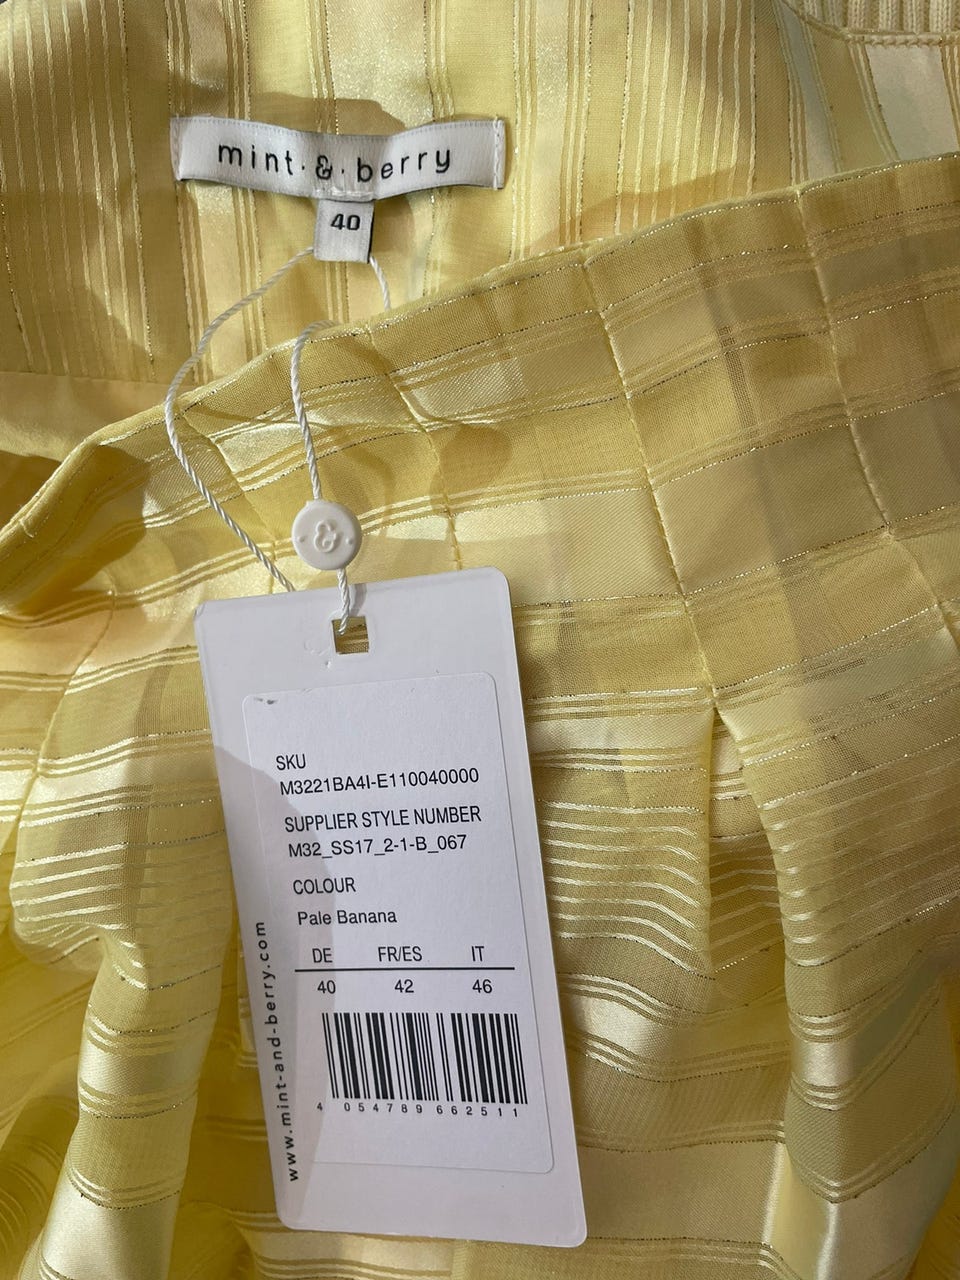 mint·&·berry
40
&
SKU
M3221BA4I-E110040000
SUPPLIER STYLE NUMBER
M32_SS17_2-1-B_067
COLOUR
Pale Banana
DE FR/ES IT
40 42 46
4 054789 662511
www.mint-and-berry.com